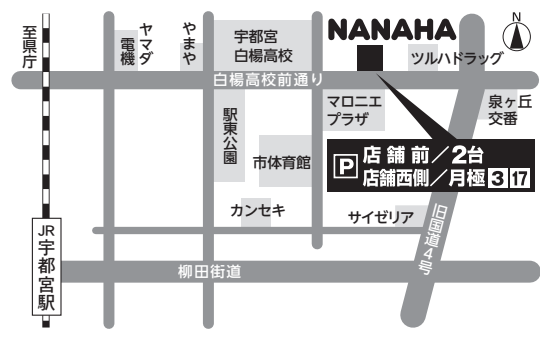 至県庁
ヤマダ
電機
やまや
宇都宮
白楊高校
NANAHA
ツルハドラッグ
N
白楊高校前通り
駅東公園
マロニエ
プラザ
泉ヶ丘
交番
市体育館
P 店舗前／2台
店舗西側／月極 3 17
カンセキ
サイゼリア
旧国道4号
JR宇都宮駅
柳田街道